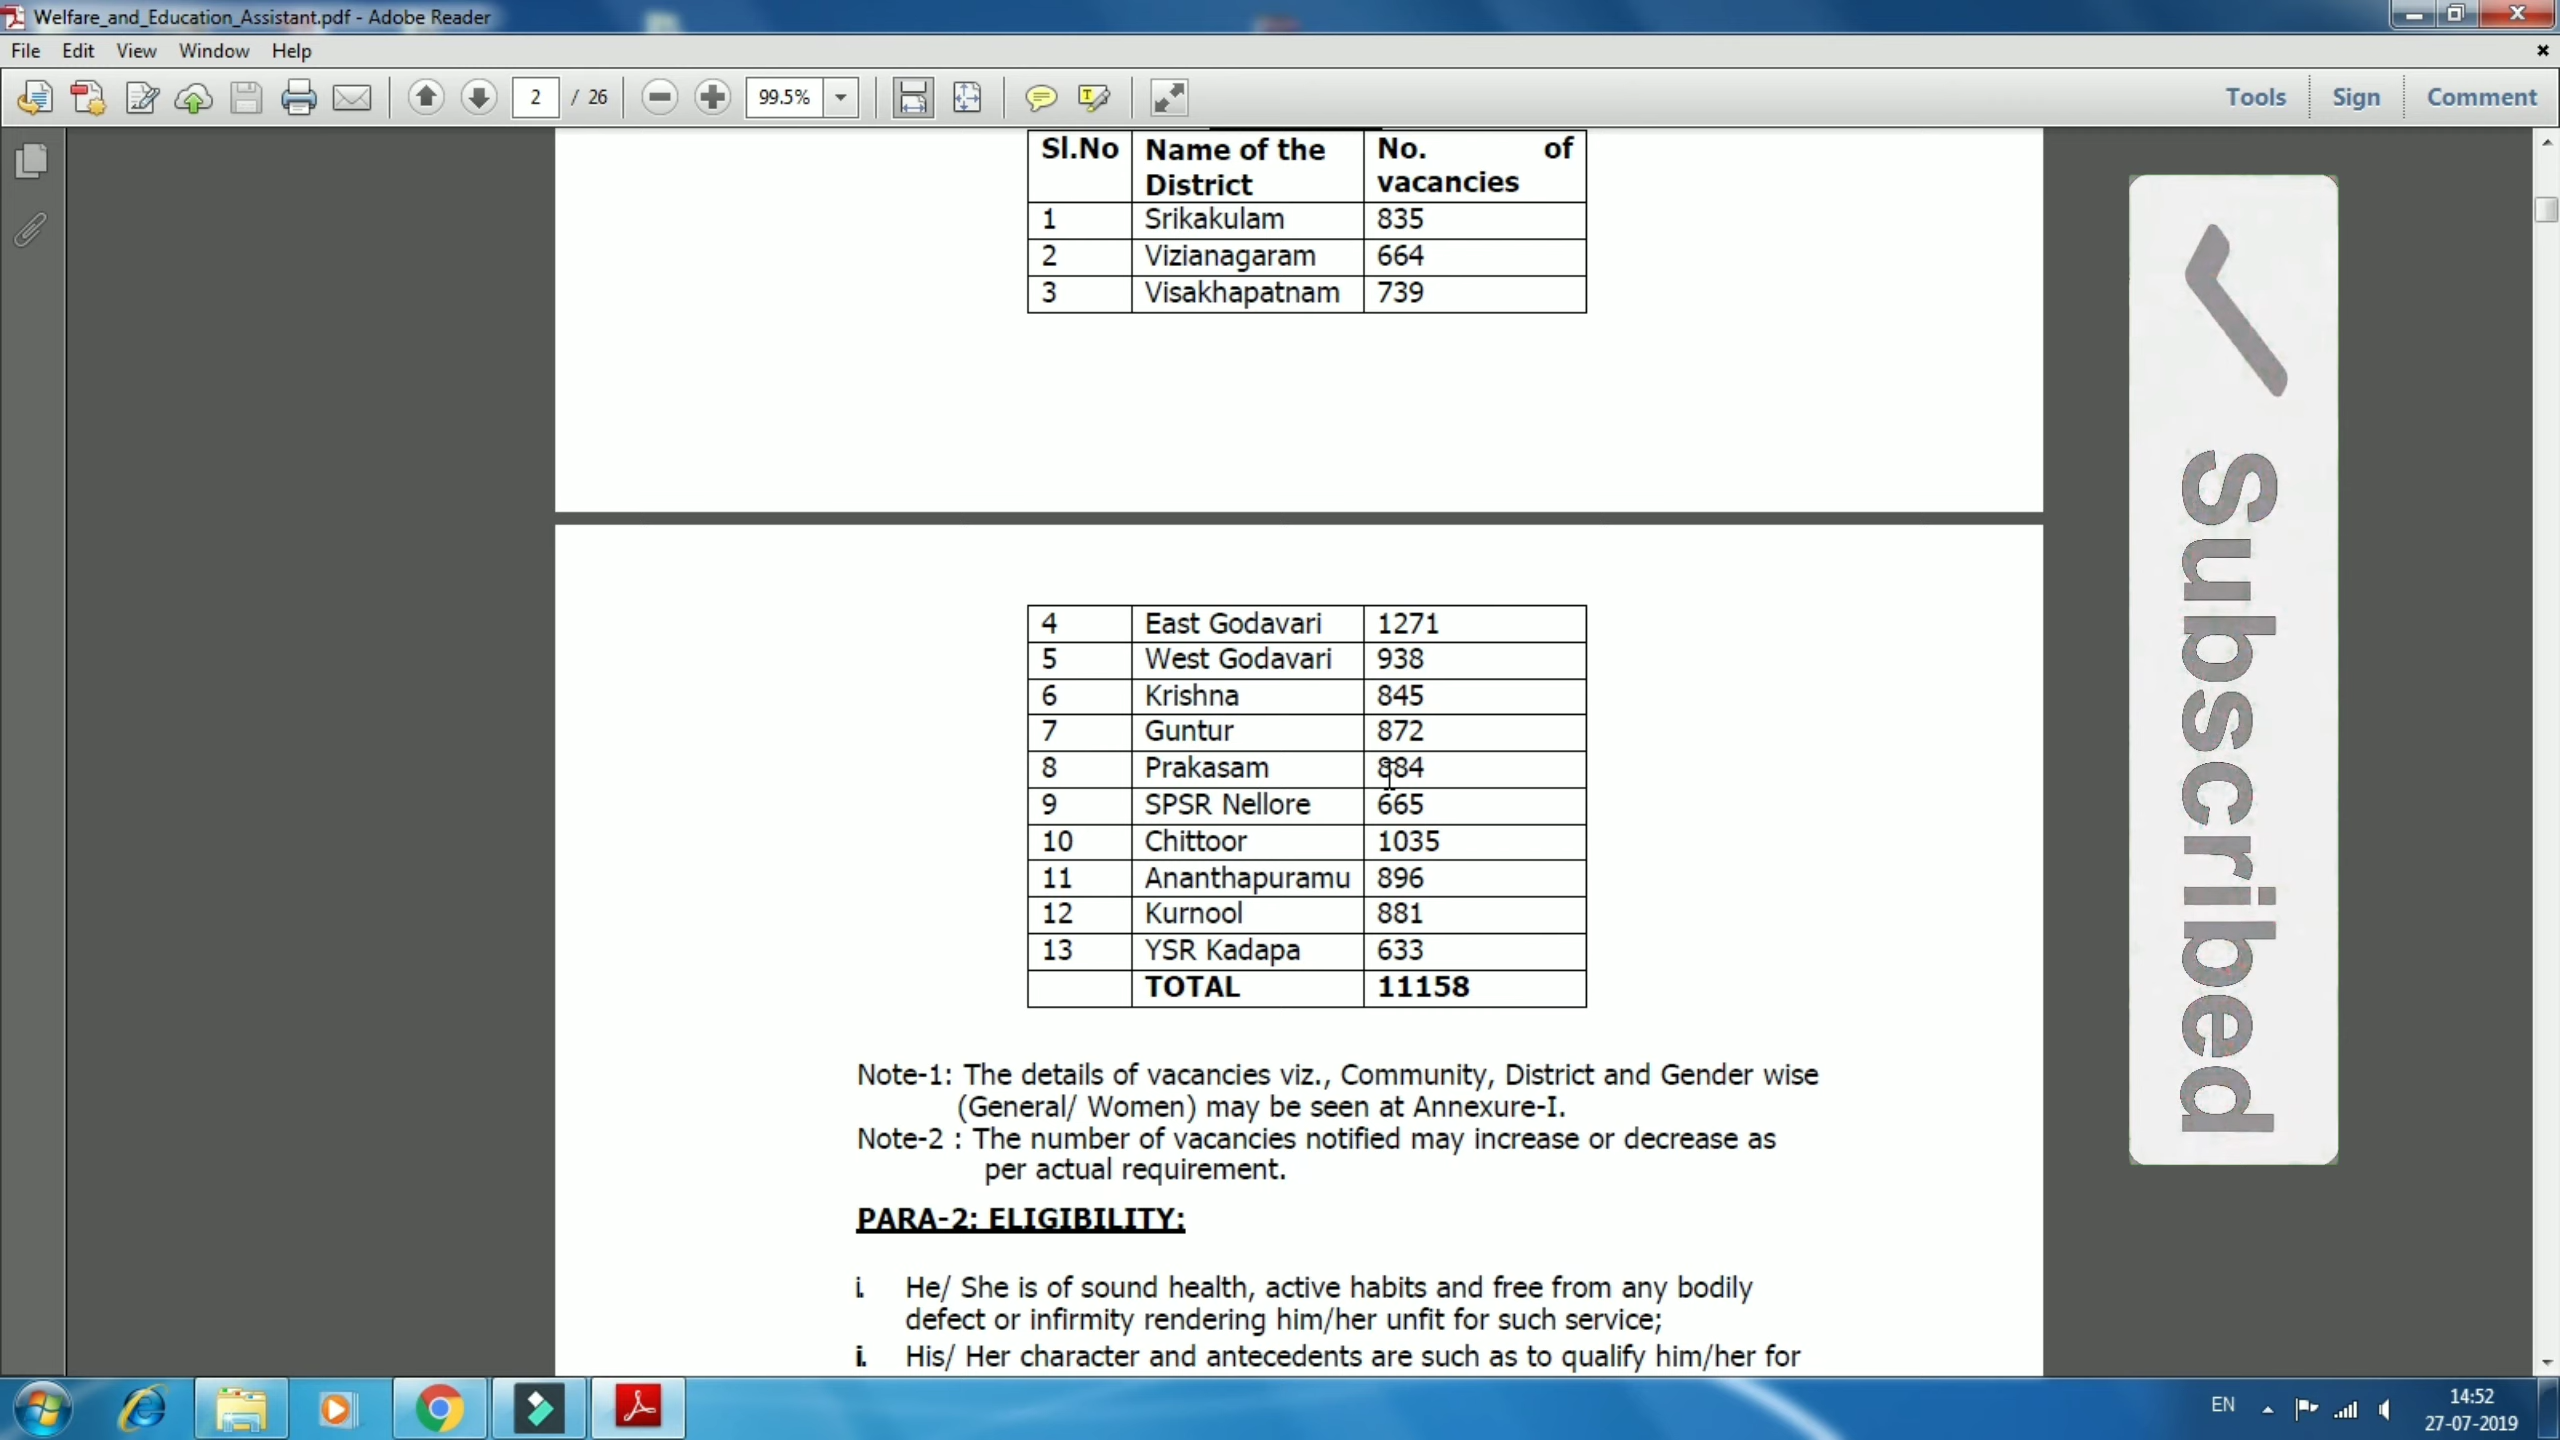 Welfare_and_Education_Assistant.pdf - Adobe Reader
File Edit View Window Help
2 / 26 99.5% Tools Sign Comment
Sl.No Name of the District No. of vacancies
1 Srikakulam 835
2 Vizianagaram 664
3 Visakhapatnam 739
4 East Godavari 1271
5 West Godavari 938
6 Krishna 845
7 Guntur 872
8 Prakasam 884
9 SPSR Nellore 665
10 Chittoor 1035
11 Ananthapuramu 896
12 Kurnool 881
13 YSR Kadapa 633
TOTAL 11158
Note-1: The details of vacancies viz., Community, District and Gender wise
(General/ Women) may be seen at Annexure-I.
Note-2 : The number of vacancies notified may increase or decrease as
per actual requirement.
PARA-2: ELIGIBILITY:
i. He/ She is of sound health, active habits and free from any bodily
defect or infirmity rendering him/her unfit for such service;
i. His/ Her character and antecedents are such as to qualify him/her for
Subscribed
EN 14:52
27-07-2019